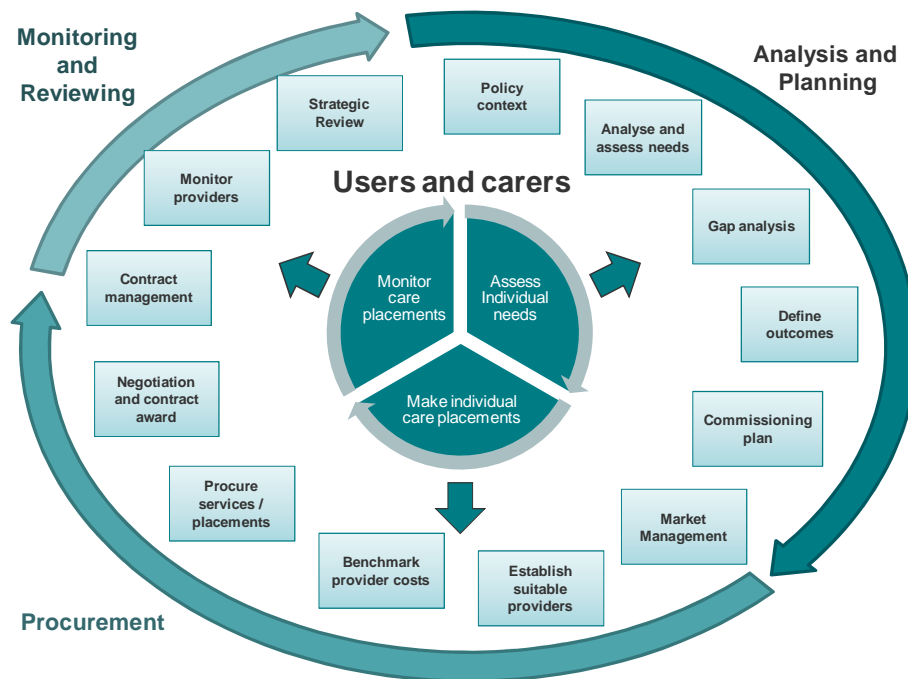 Monitoring
and
Reviewing
Analysis and
Planning
Strategic
Review
Policy
context
Analyse and
assess needs
Monitor
providers
Users and carers
Gap analysis
Contract
management
Monitor
care
placements
Assess
Individual
needs
Define
outcomes
Negotiation
and contract
award
Make individual
care placements
Commissioning
plan
Procure
services /
placements
Market
Management
Benchmark
provider costs
Establish
suitable
providers
Procurement